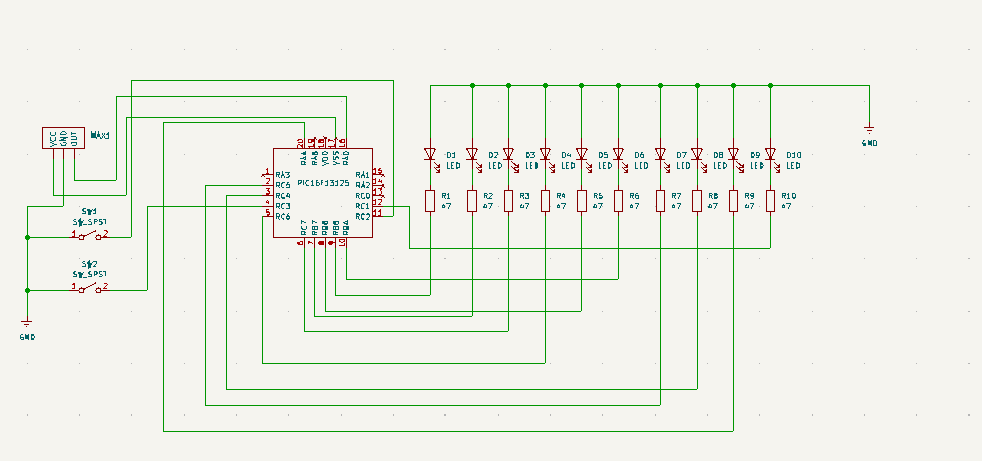 VCC
GND
OUT
MAX1
SW1
SW_SPST
1 2
SW2
SW_SPST
1 2
GND
20
19
18
17
16
RA4
RA5
VDD
VSS
RA0
1 RA3
2 RC5
3 RC4
4 RC3
5 RC6
PIC16F13125
RA1 15
RA2 14
RC0 13
RC1 12
RC2 11
RC7
RB7
RB6
RB5
RB4
6
7
8
9
10
D1
LED
D2
LED
D3
LED
D4
LED
D5
LED
D6
LED
D7
LED
D8
LED
D9
LED
D10
LED
R1
47
R2
47
R3
47
R4
47
R5
47
R6
47
R7
47
R8
47
R9
47
R10
47
GND